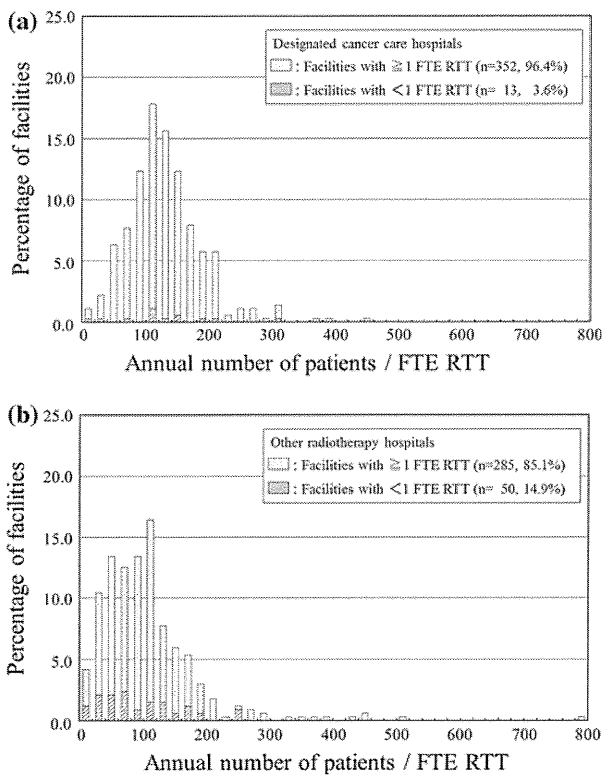 (a)
Designated cancer care hospitals
: Facilities with ≧ 1 FTE RTT (n=352, 96.4%)
: Facilities with < 1 FTE RTT (n= 13, 3.6%)
Percentage of facilities
25.0
20.0
15.0
10.0
5.0
0.0
0 100 200 300 400 500 600 700 800
Annual number of patients / FTE RTT
(b)
Other radiotherapy hospitals
: Facilities with ≧ 1 FTE RTT (n=285, 85.1%)
: Facilities with < 1 FTE RTT (n= 50, 14.9%)
Percentage of facilities
25.0
20.0
15.0
10.0
5.0
0.0
0 100 200 300 400 500 600 700 800
Annual number of patients / FTE RTT